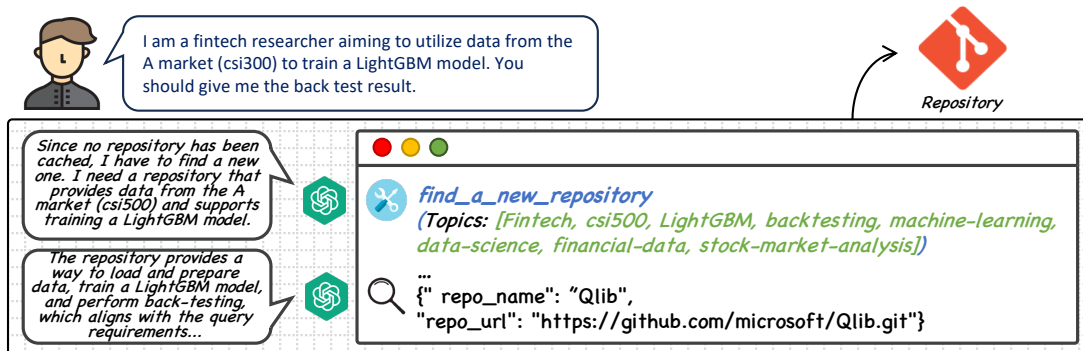 I am a fintech researcher aiming to utilize data from the
A market (csi300) to train a LightGBM model. You
should give me the back test result.
Repository
Since no repository has been
cached, I have to find a new
one. I need a repository that
provides data from the A
market (csi500) and supports
training a LightGBM model.
find_a_new_repository
(Topics: [Fintech, csi500, LightGBM, backtesting, machine-learning,
data-science, financial-data, stock-market-analysis])
The repository provides a
way to load and prepare
data, train a LightGBM model,
and perform back-testing,
which aligns with the query
requirements...
...
{" repo_name": "Qlib",
"repo_url": "https://github.com/microsoft/Qlib.git"}